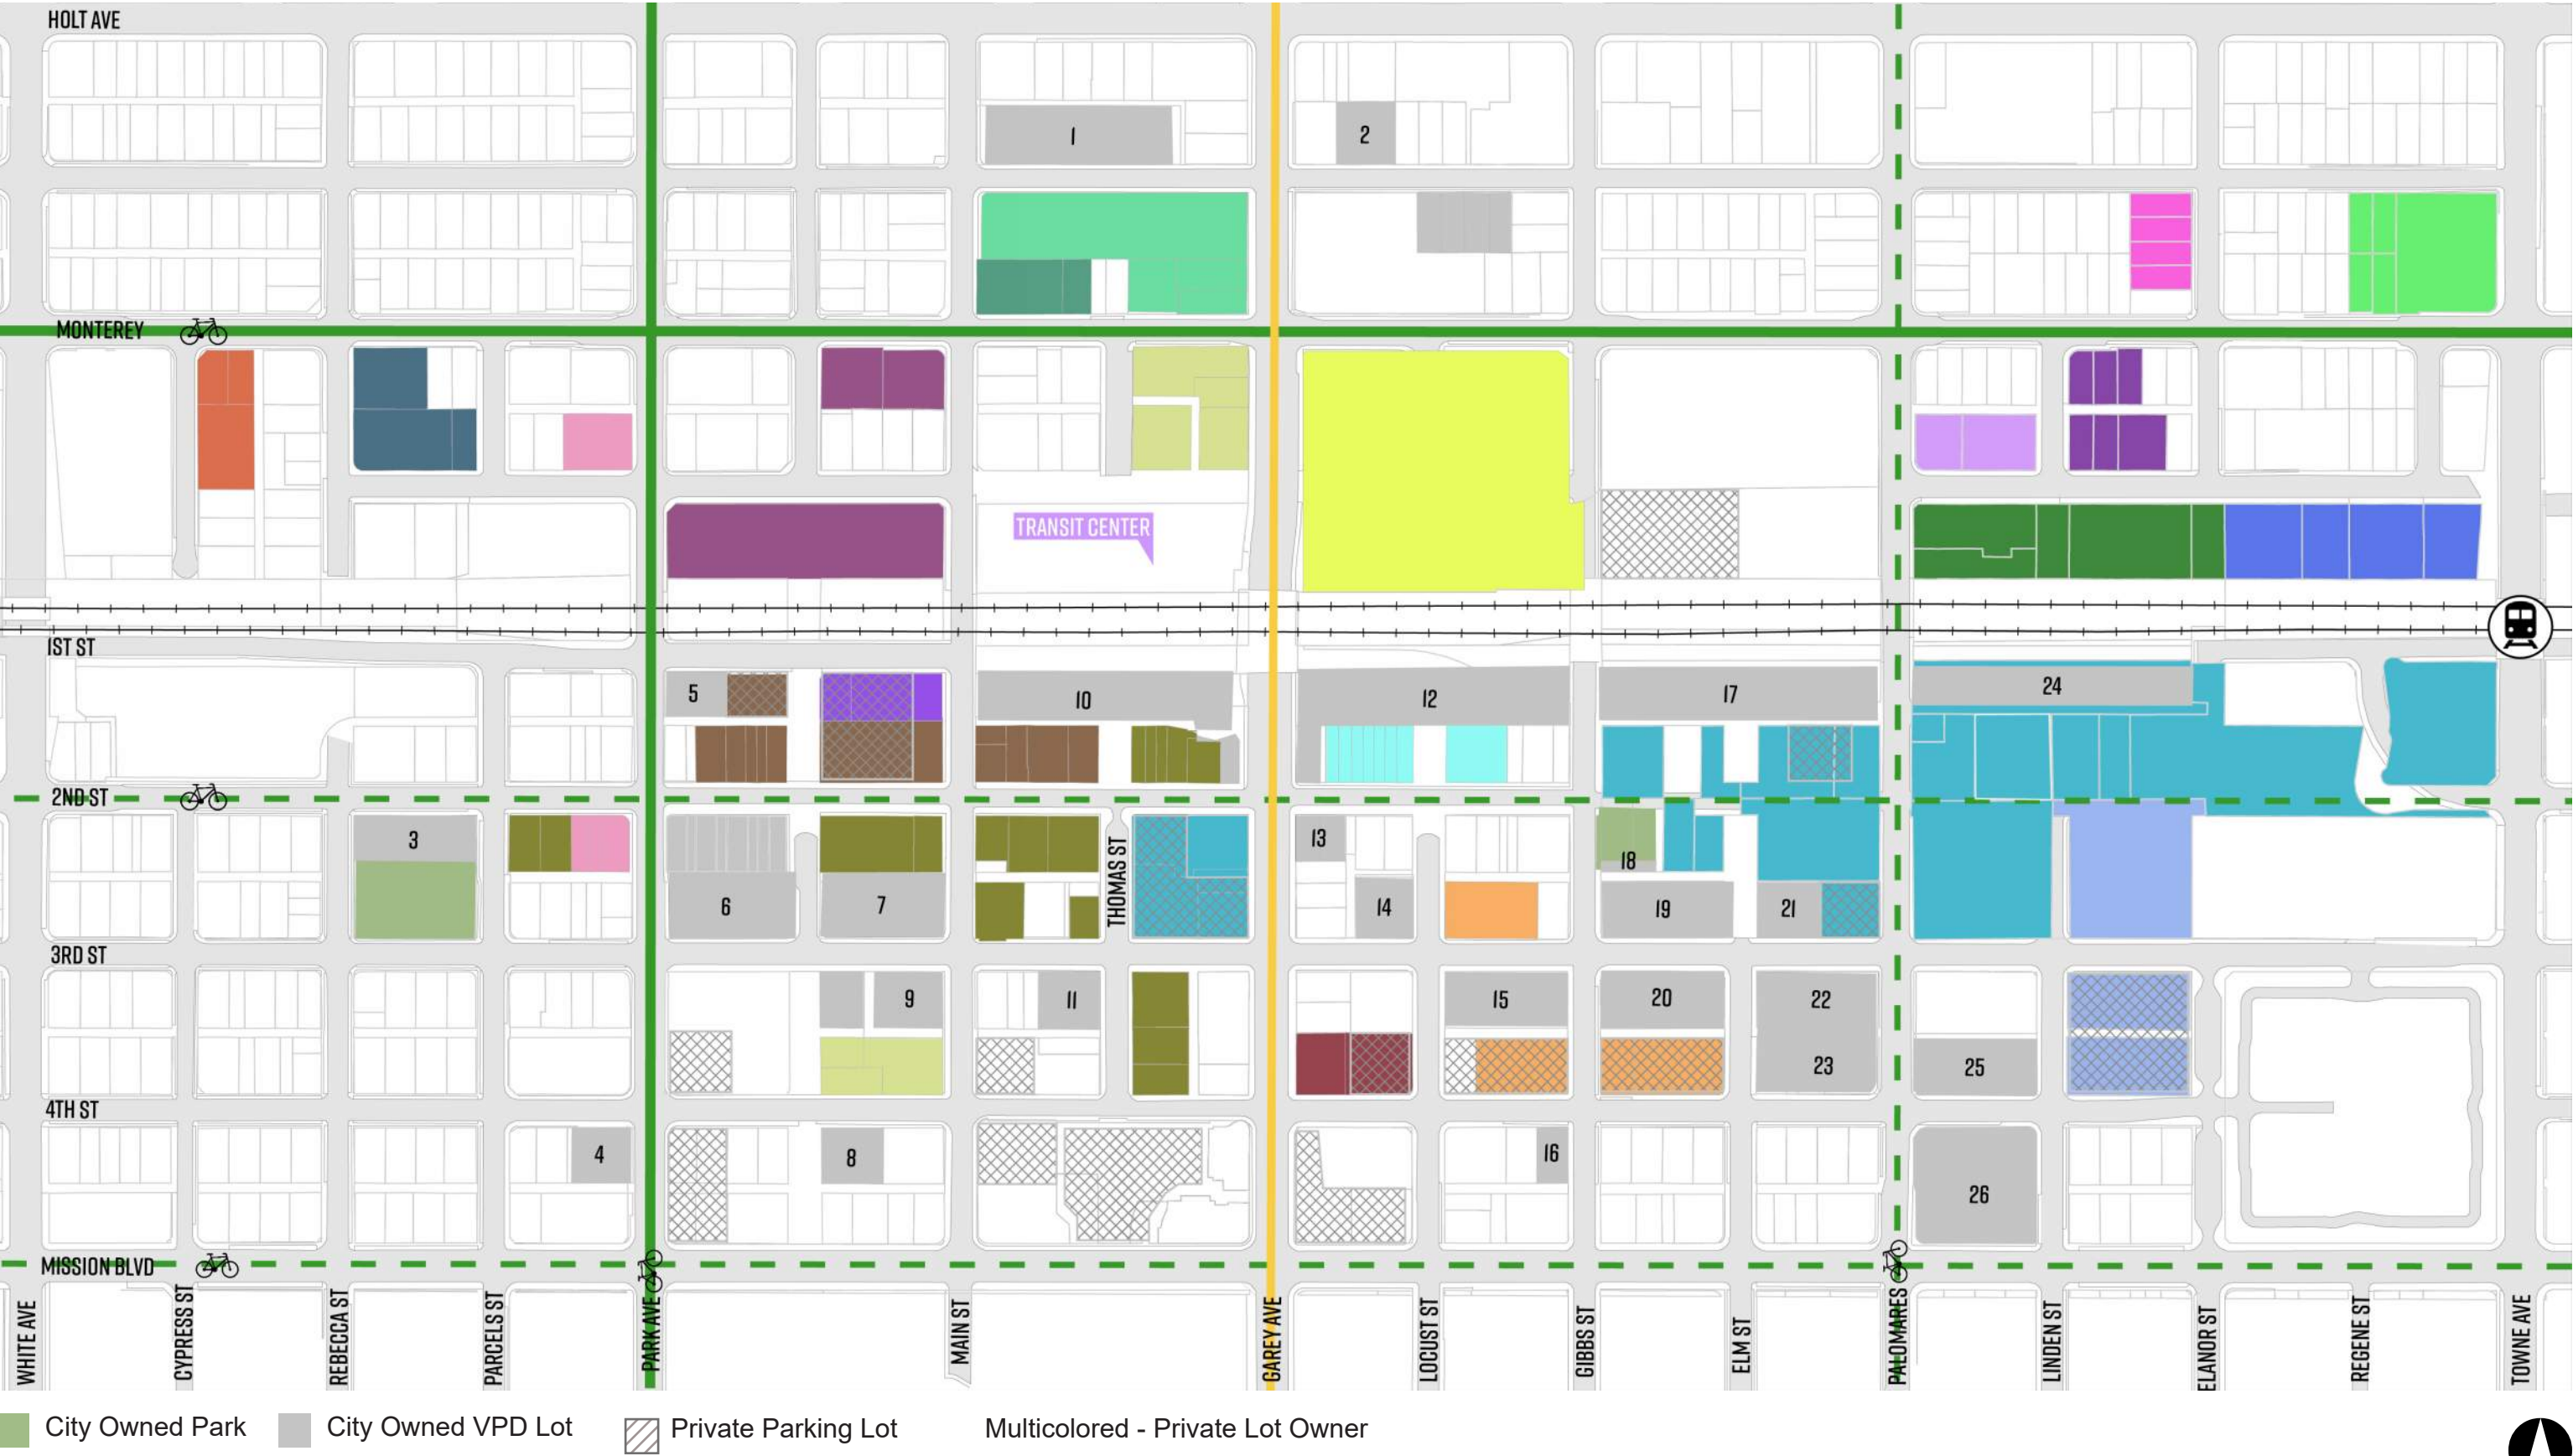 HOLT AVE
1
2
MONTEREY
TRANSIT CENTER
1ST ST
5
10
12
17
24
2ND ST
3
13
18
6
7
THOMAS ST
14
19
21
3RD ST
9
11
15
20
22
23
25
4TH ST
4
8
16
26
MISSION BLVD
WHITE AVE
CYPRESS ST
REBECCA ST
PARCELS ST
PARK AVE
MAIN ST
GAREY AVE
LOCUST ST
GIBBS ST
ELM ST
PALOMARES
LINDEN ST
ELANOR ST
REGENE ST
TOWNE AVE
City Owned Park
City Owned VPD Lot
Private Parking Lot
Multicolored - Private Lot Owner